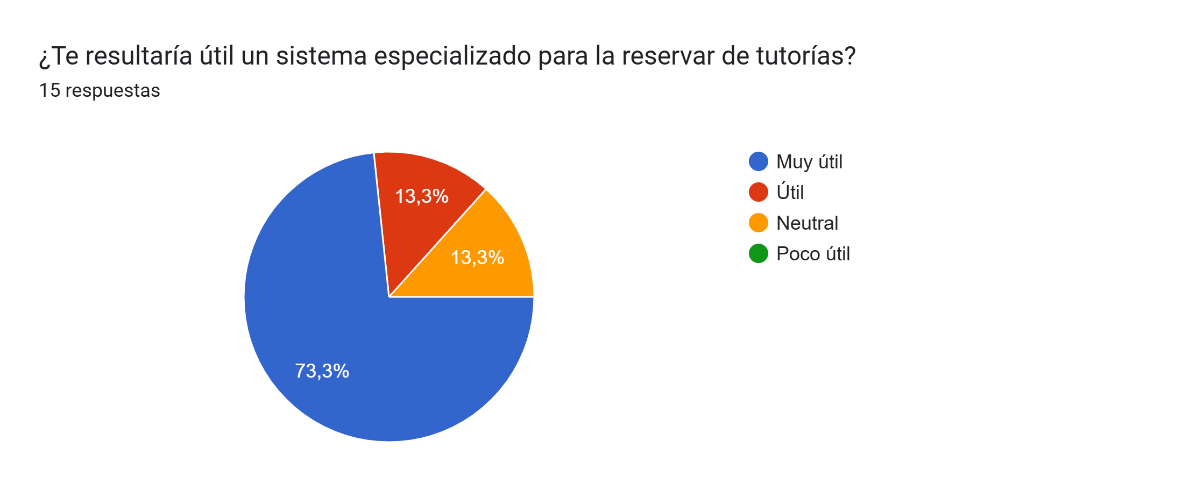 ¿Te resultaría útil un sistema especializado para la reservar de tutorías?
15 respuestas
13,3%
13,3%
73,3%
Muy útil
Útil
Neutral
Poco útil